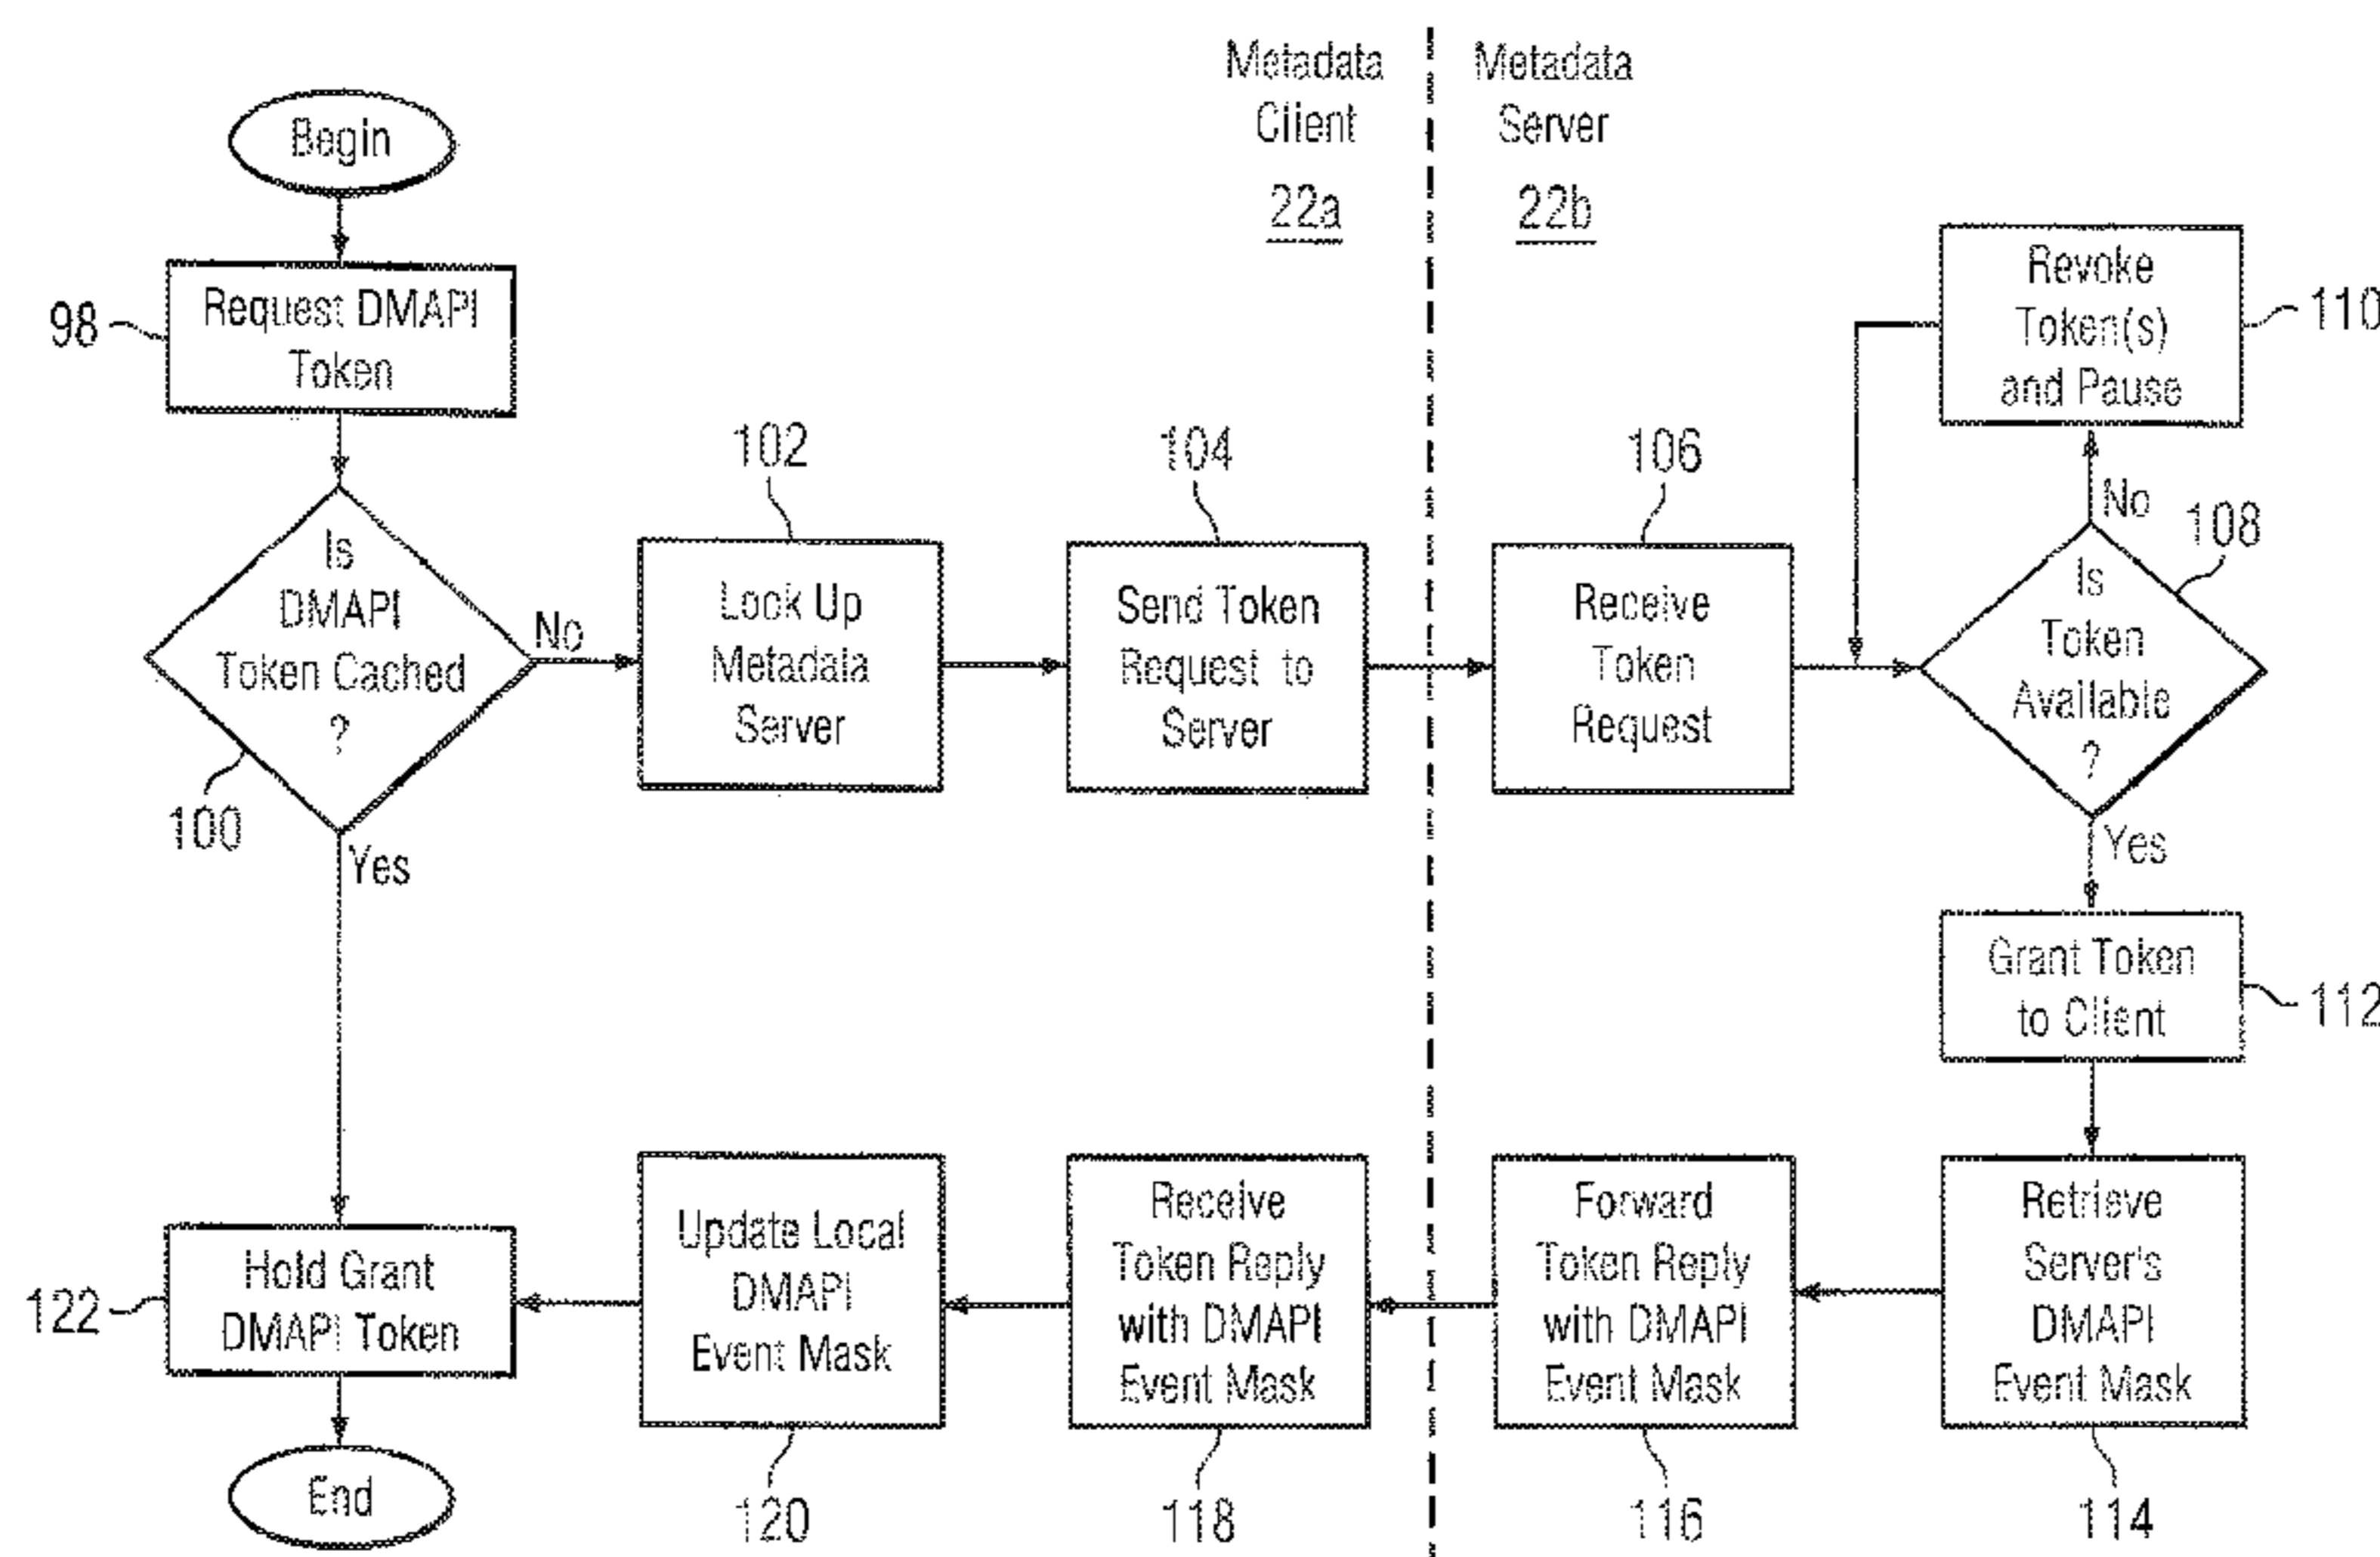 Metadata
Client
22a
Metadata
Server
22b
Begin
Request DMAPI
Token
98
Is
DMAPI
Token Cached
?
100
No
Yes
102
Look Up
Metadata
Server
104
Send Token
Request to
Server
106
Receive
Token
Request
108
Is
Token
Available
?
No
Yes
Revoke
Token(s)
and Pause
110
Grant Token
to Client
112
Retrieve
Server's
DMAPI
Event Mask
114
Forward
Token Reply
with DMAPI
Event Mask
116
Receive
Token Reply
with DMAPI
Event Mask
118
Update Local
DMAPI
Event Mask
120
Hold Grant
DMAPI Token
122
End